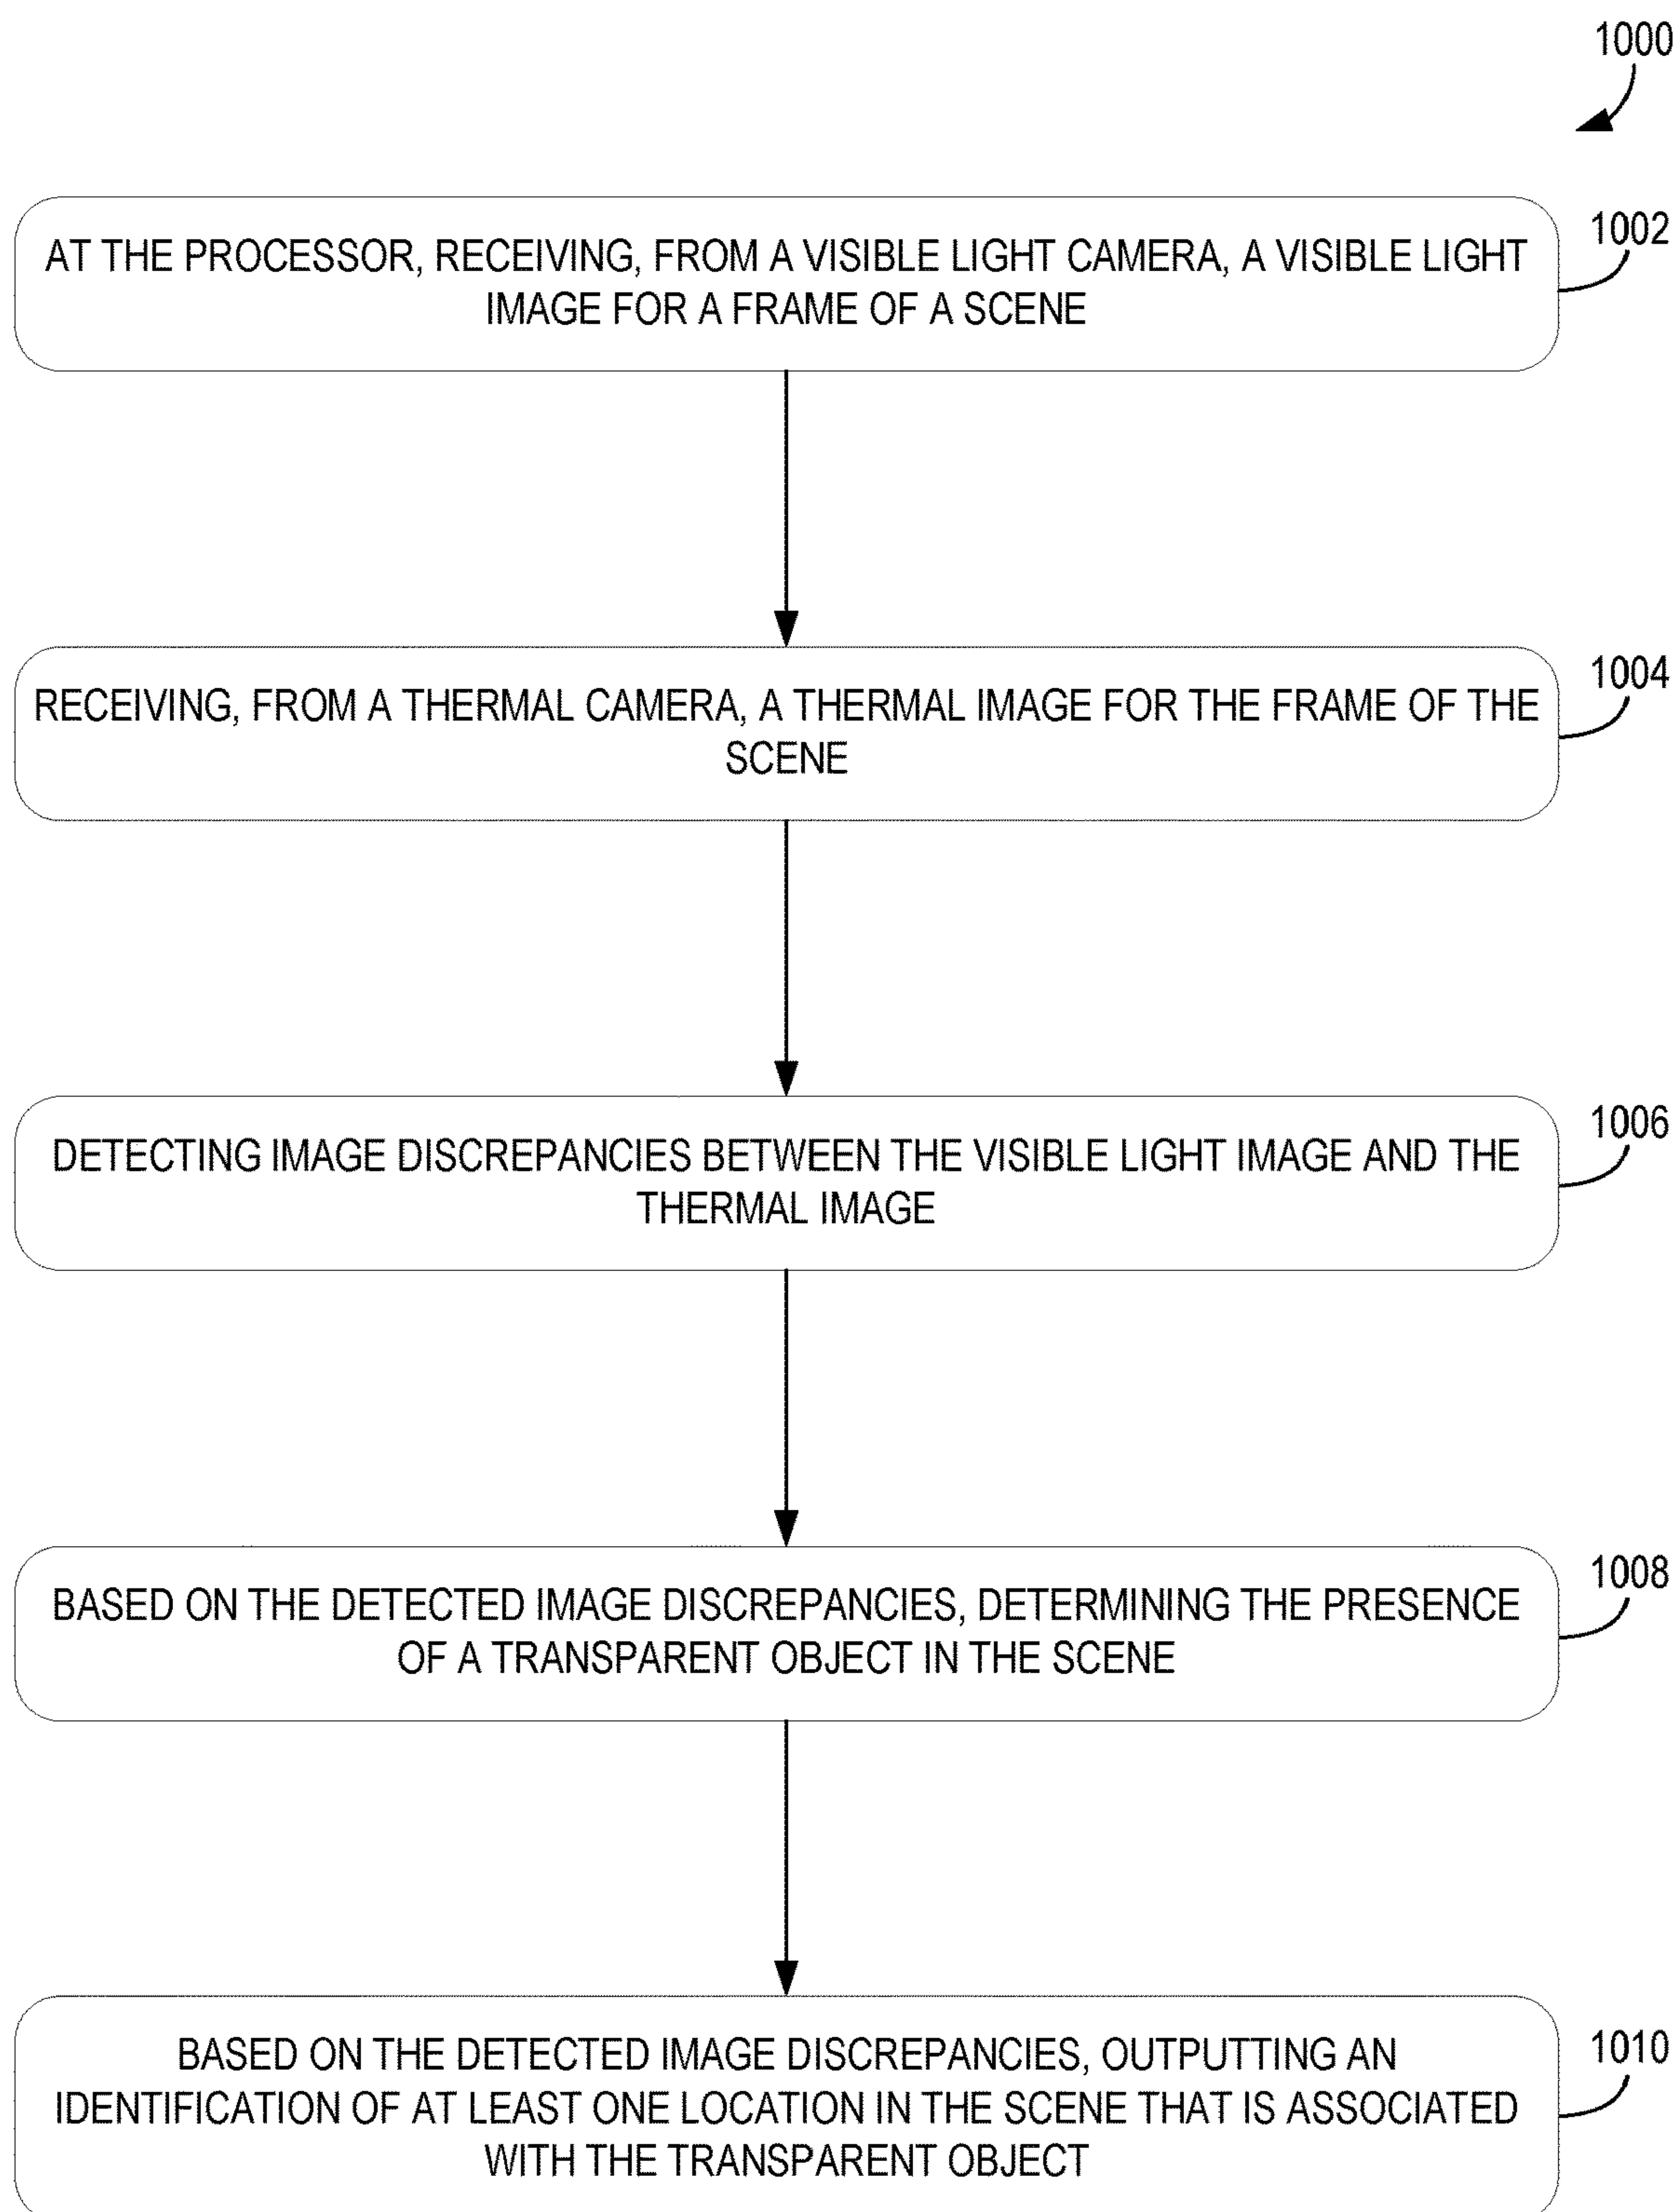 1000
1002
AT THE PROCESSOR, RECEIVING, FROM A VISIBLE LIGHT CAMERA, A VISIBLE LIGHT
IMAGE FOR A FRAME OF A SCENE
1004
RECEIVING, FROM A THERMAL CAMERA, A THERMAL IMAGE FOR THE FRAME OF THE
SCENE
1006
DETECTING IMAGE DISCREPANCIES BETWEEN THE VISIBLE LIGHT IMAGE AND THE
THERMAL IMAGE
1008
BASED ON THE DETECTED IMAGE DISCREPANCIES, DETERMINING THE PRESENCE
OF A TRANSPARENT OBJECT IN THE SCENE
1010
BASED ON THE DETECTED IMAGE DISCREPANCIES, OUTPUTTING AN
IDENTIFICATION OF AT LEAST ONE LOCATION IN THE SCENE THAT IS ASSOCIATED
WITH THE TRANSPARENT OBJECT